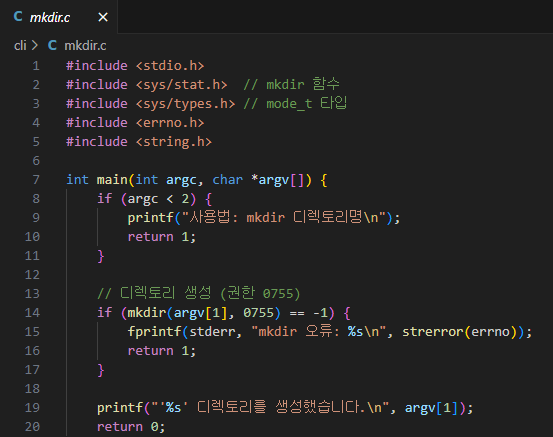 mkdir.c
cli > mkdir.c
1 #include <stdio.h>
2 #include <sys/stat.h>  // mkdir 함수
3 #include <sys/types.h> // mode_t 타입
4 #include <errno.h>
5 #include <string.h>
6
7 int main(int argc, char *argv[]) {
8     if (argc < 2) {
9         printf("사용법: mkdir 디렉토리명\n");
10         return 1;
11     }
12
13     // 디렉토리 생성 (권한 0755)
14     if (mkdir(argv[1], 0755) == -1) {
15         fprintf(stderr, "mkdir 오류: %s\n", strerror(errno));
16         return 1;
17     }
18
19     printf("'%s' 디렉토리를 생성했습니다.\n", argv[1]);
20     return 0;